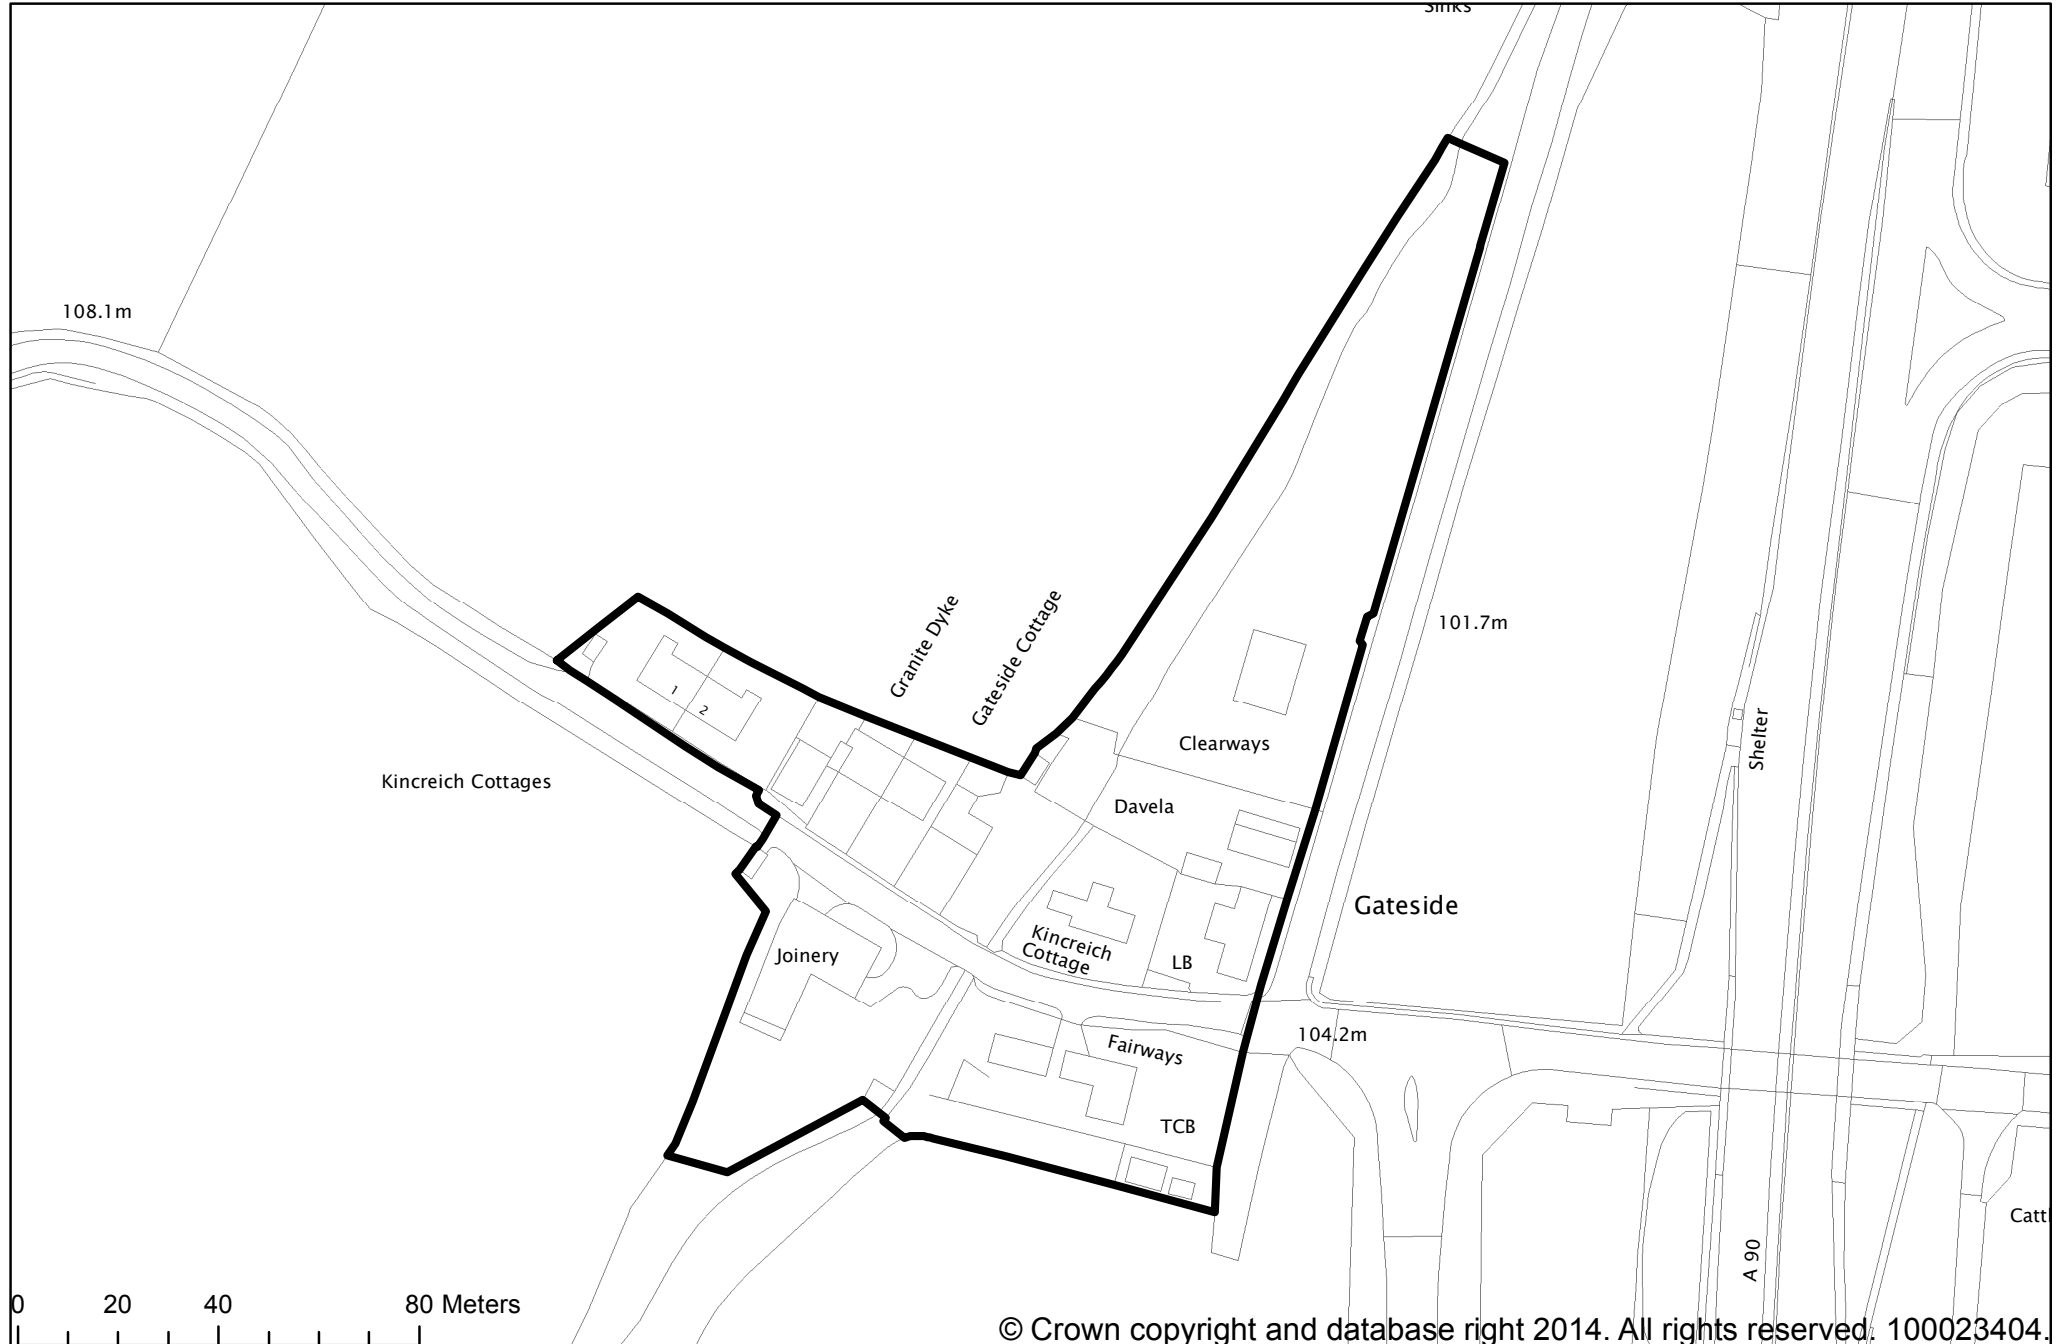 Sinks
108.1m
Granite Dyke
Gateside Cottage
101.7m
1
2
Clearways
Shelter
Kincreich Cottages
Davela
Gateside
Kincreich
Cottage
Joinery
LB
104.2m
Fairways
TCB
Cattl
A 90
0 20 40 80 Meters
© Crown copyright and database right 2014. All rights reserved. 100023404.